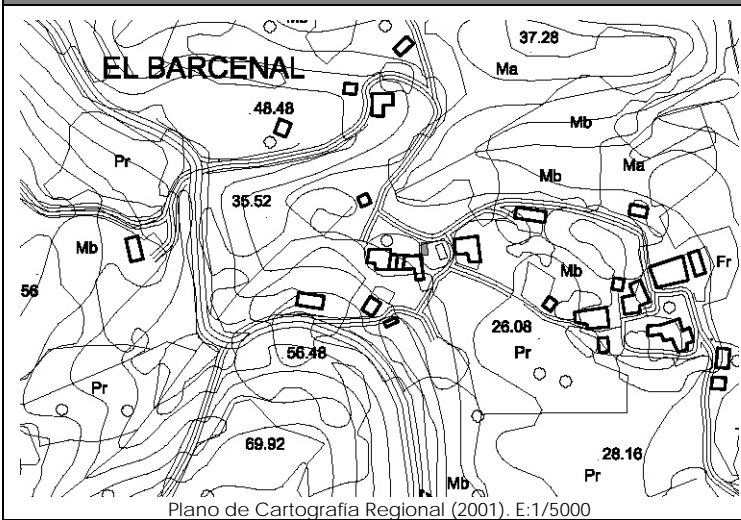 Mb
37.28
EL BARCENAL
Ma
48.48
Mb
Pr
Mb
Ma
35.52
Mb
Mb
Fr
56
26.08
Pr
56.48
Pr
69.92
28.16
Mb
Pr
Plano de Cartografía Regional (2001). E:1/5000